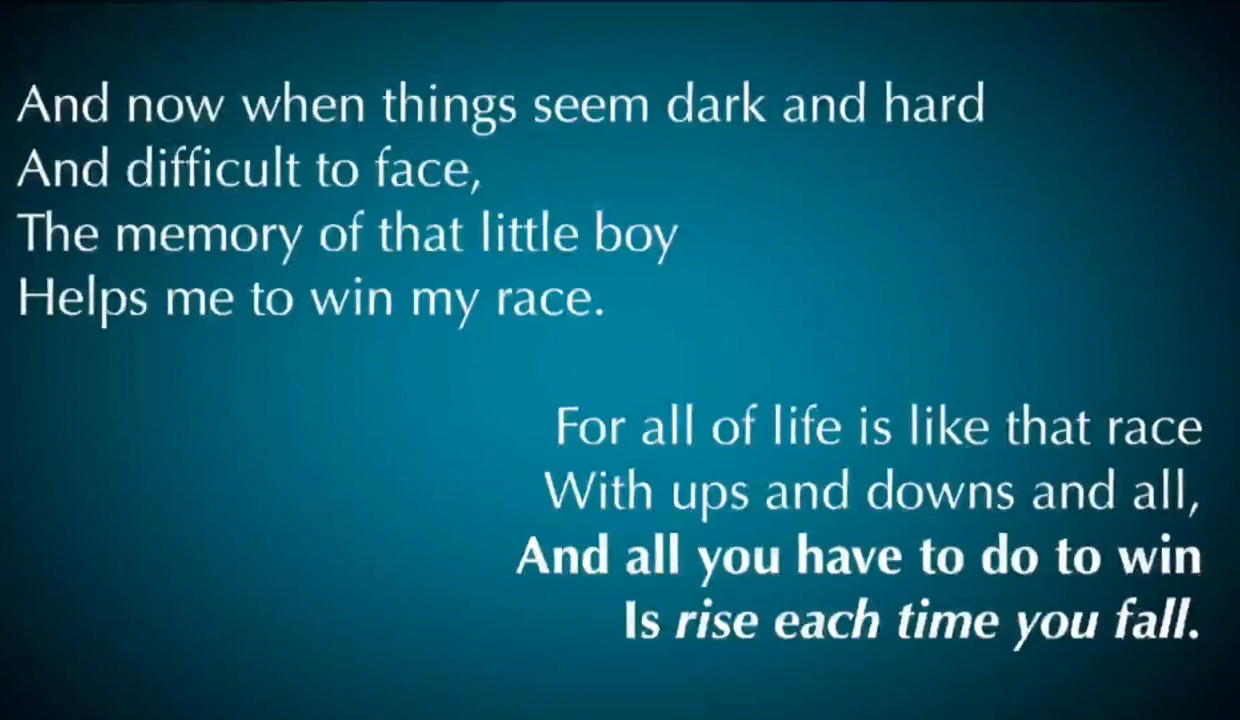 And now when things seem dark and hard
And difficult to face,
The memory of that little boy
Helps me to win my race.
For all of life is like that race
With ups and downs and all,
And all you have to do to win
Is rise each time you fall.